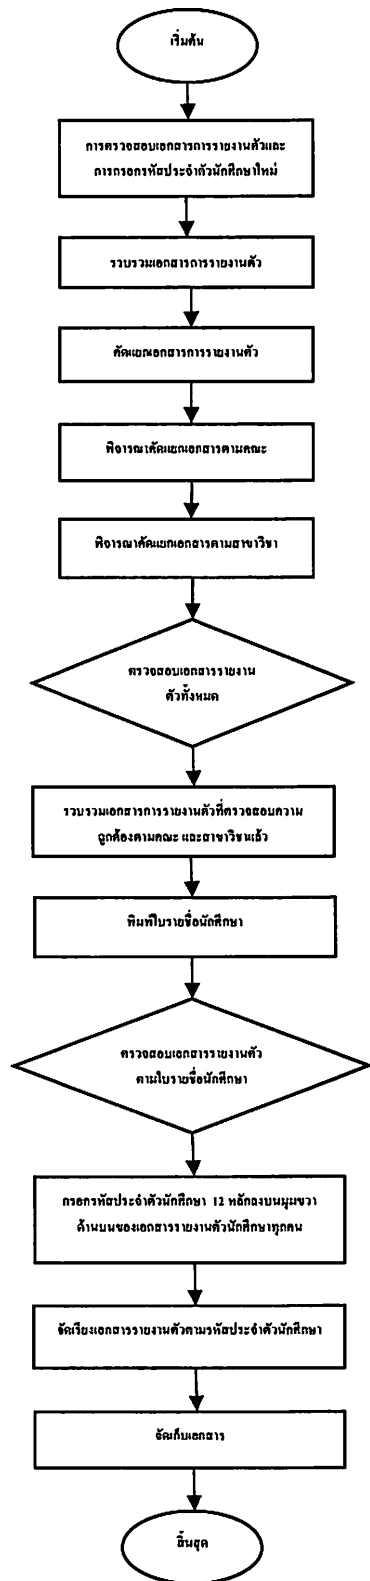 เริ่มต้น
การตรวจสอบเอกสารการรายงานตัวและ
การกรอกรหัสประจำตัวนักศึกษาใหม่
รวบรวมเอกสารการรายงานตัว
คัดแยกเอกสารการรายงานตัว
พิจารณาคัดแยกเอกสารตามคณะ
พิจารณาคัดแยกเอกสารตามสาขาวิชา
ตรวจสอบเอกสารรายงาน
ตัวทั้งหมด
รวบรวมเอกสารการรายงานตัวที่ตรวจสอบความ
ถูกต้องตามคณะ และสาขาวิชาแล้ว
พิมพ์ใบรายชื่อนักศึกษา
ตรวจสอบเอกสารรายงานตัว
ตามใบรายชื่อนักศึกษา
กรอกรหัสประจำตัวนักศึกษา 12 หลักลงบนมุมขวา
ด้านบนของเอกสารรายงานตัวนักศึกษาทุกคน
จัดเรียงเอกสารรายงานตัวตามรหัสประจำตัวนักศึกษา
จัดเก็บเอกสาร
สิ้นสุด